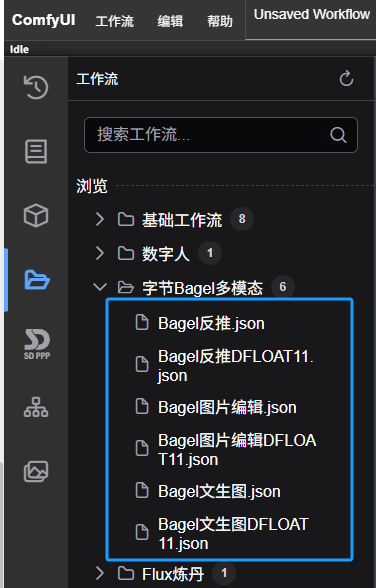 ComfyUI 工作流 编辑 帮助 Unsaved Workflow
Idle
工作流
搜索工作流...
浏览
基础工作流 8
数字人 1
字节Bagel多模态 6
Bagel反推.json
Bagel反推DFLOAT11.
json
Bagel图片编辑.json
Bagel图片编辑DFLOA
T11.json
Bagel文生图.json
Bagel文生图DFLOAT
11.json
SD PPP
Flux炼丹 1